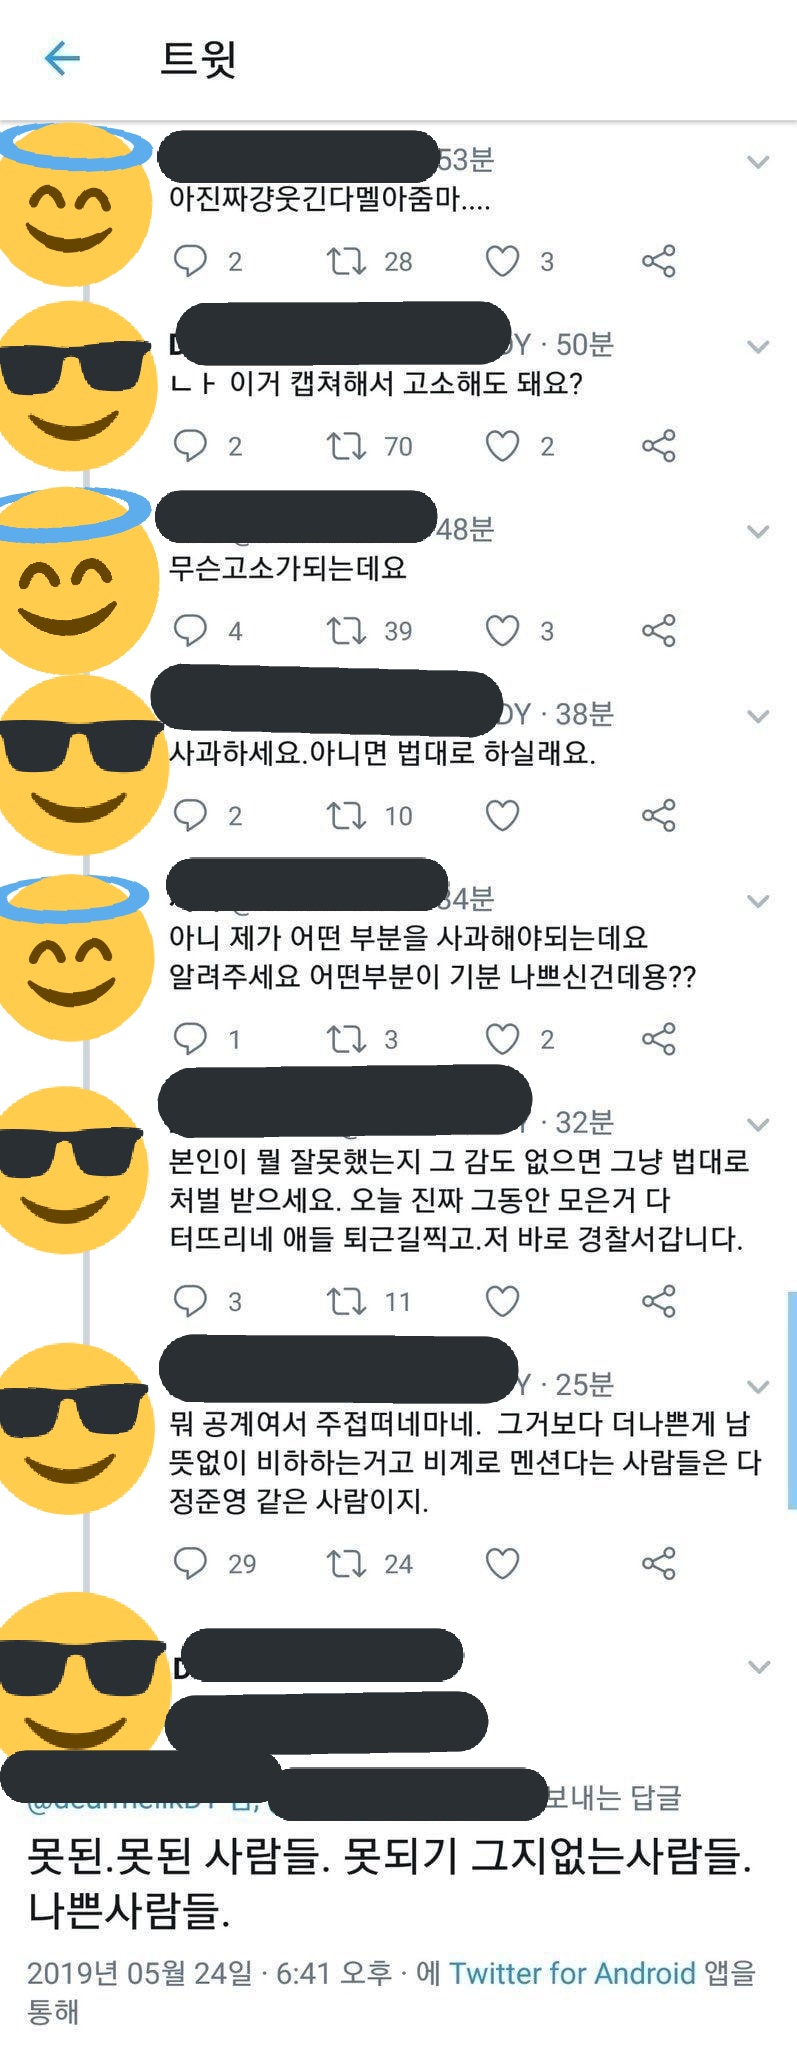 트윗
53분
아진짜걍웃긴다멜아줌마....
2 28 3
DY · 50분
ㄴㅏ 이거 캡쳐해서 고소해도 돼요?
2 70 2
48분
무슨고소가되는데요
4 39 3
DY · 38분
사과하세요.아니면 법대로 하실래요.
2 10
34분
아니 제가 어떤 부분을 사과해야되는데요
알려주세요 어떤부분이 기분 나쁘신건데용??
1 3 2
· 32분
본인이 뭘 잘못했는지 그 감도 없으면 그냥 법대로
처벌 받으세요. 오늘 진짜 그동안 모은거 다
터뜨리네 애들 퇴근길찍고.저 바로 경찰서갑니다.
3 11
Y · 25분
뭐 공계여서 주접떠네마네. 그거보다 더나쁜게 남
뜻없이 비하하는거고 비계로 멘션다는 사람들은 다
정준영 같은 사람이지.
29 24
보내는 답글
못된.못된 사람들. 못되기 그지없는사람들.
나쁜사람들.
2019년 05월 24일 · 6:41 오후 · 에 Twitter for Android 앱을
통해